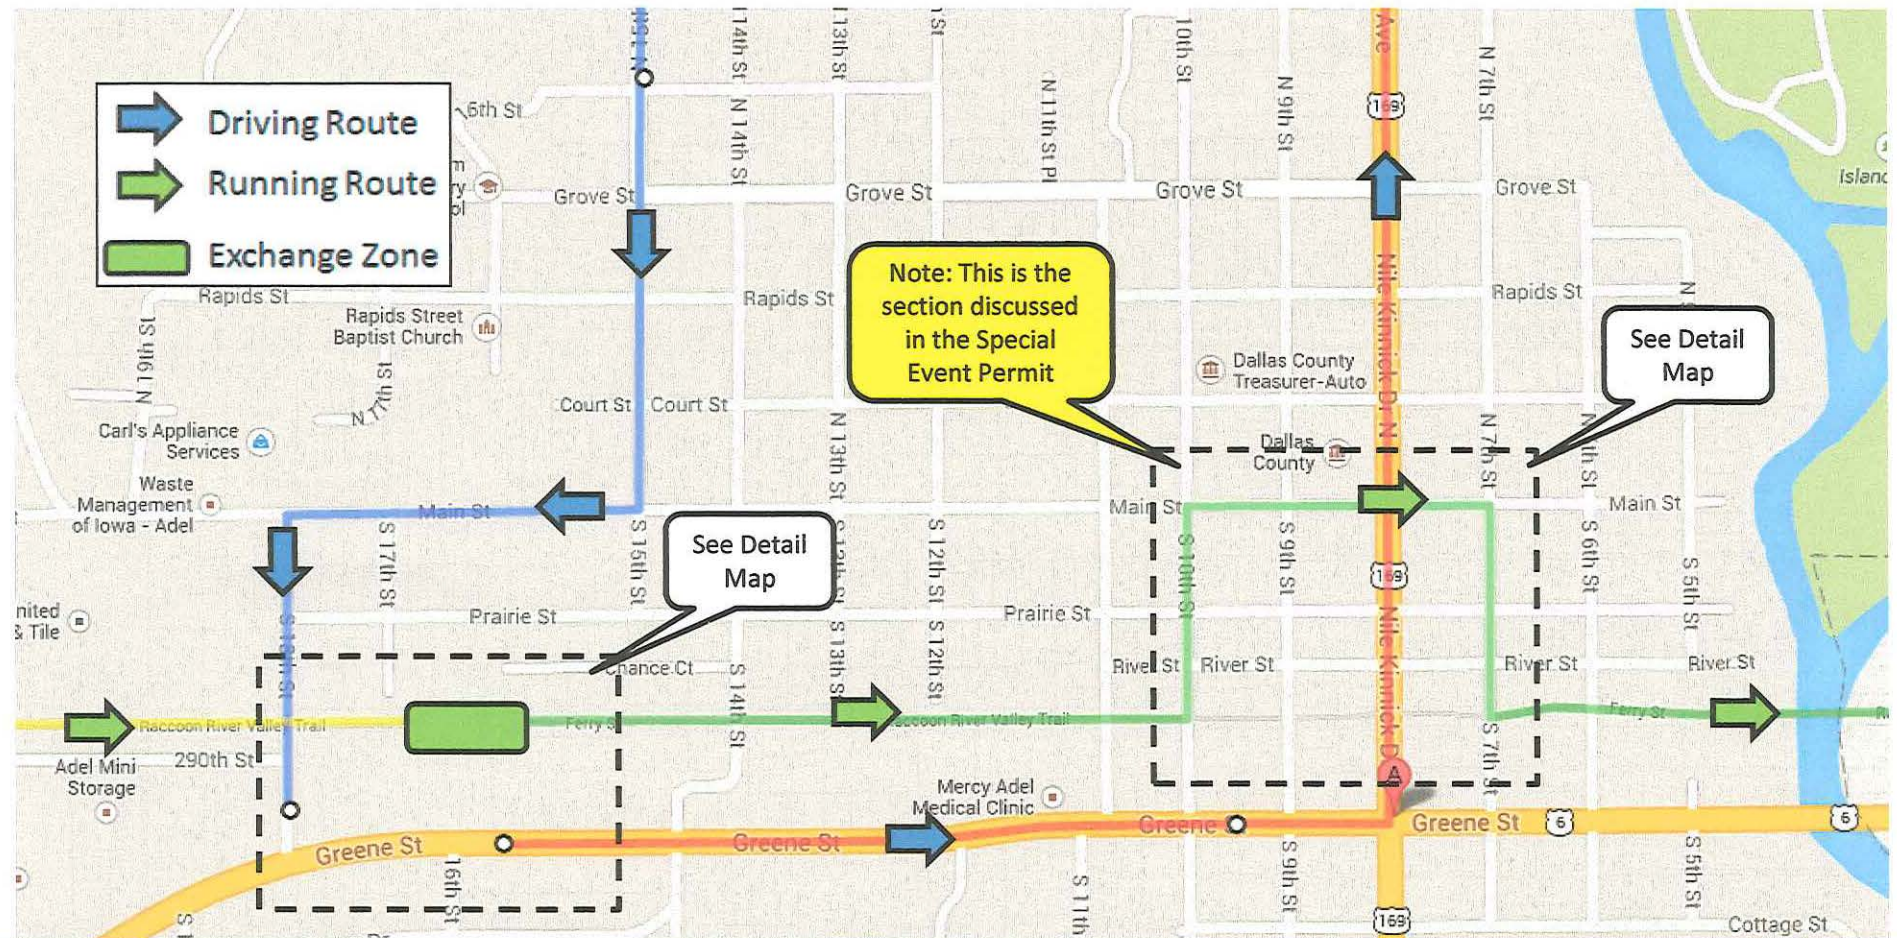 Driving Route
Running Route
Exchange Zone
Note: This is the
section discussed
in the Special
Event Permit
See Detail
Map
See Detail
Map
14th St
13th St
10th St
Ave
N 14th St
N 11th St Pl
N 9th St
N 7th St
169
Grove St
Grove St
Grove St
Grove St
Island
Rapids St
Rapids St
Rapids St
Rapids Street
Baptist Church
N 19th St
N 17th St
Court St
Court St
Dallas County
Treasurer-Auto
Nile Kinnick Dr N
Carl's Appliance
Services
Dallas
County
N 13th St
N 7th St
Waste
Management
of Iowa - Adel
Main St
Main St
Main St
S 17th St
S 15th St
S 12th St
S 10th St
S 9th St
169
S 6th St
S 5th St
nited
& Tile
Prairie St
Prairie St
Chance Ct
S 14th St
S 13th St
S 12th St
River St
River St
River St
River St
Nile Kinnick D
Raccoon River Valley Trail
Raccoon River Valley Trail
Ferry St
290th St
Adel Mini
Storage
S 7th St
A
Mercy Adel
Medical Clinic
Greene St
Greene St
Greene
Greene St
6
6
16th St
S 11th
S 9th St
S 5th St
169
Cottage St